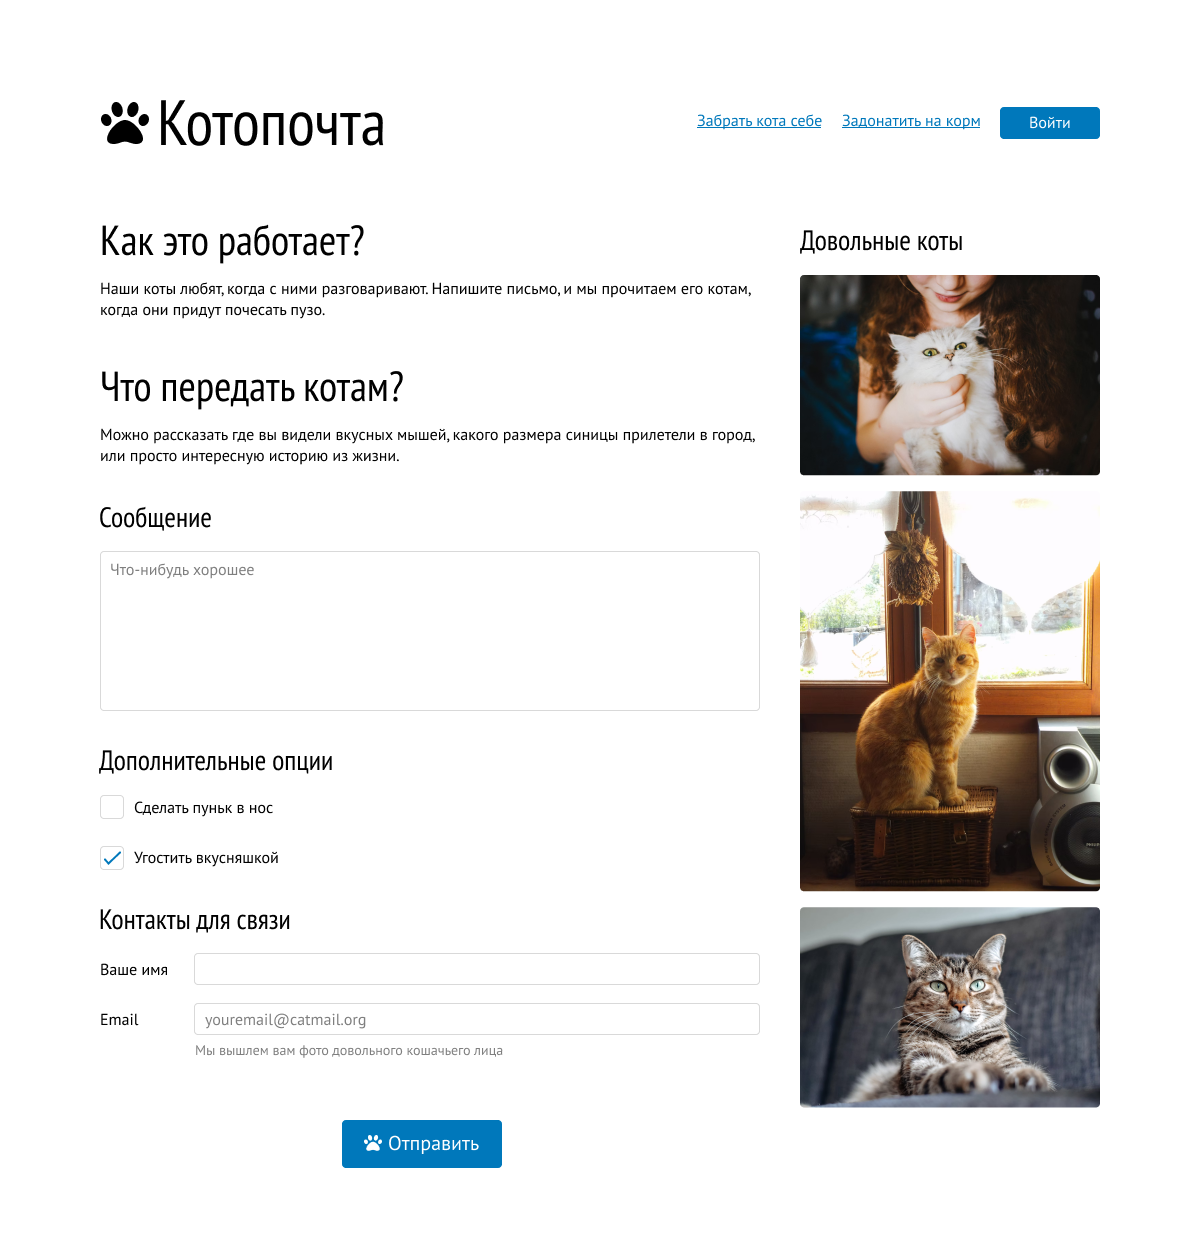 Котопочта
Забрать кота себе
Задонатить на корм
Войти
Как это работает?
Наши коты любят, когда с ними разговаривают. Напишите письмо, и мы прочитаем его котам,
когда они придут почесать пузо.
Что передать котам?
Можно рассказать где вы видели вкусных мышей, какого размера синицы прилетели в город,
или просто интересную историю из жизни.
Сообщение
Что-нибудь хорошее
Дополнительные опции
Сделать пуньк в нос
Угостить вкусняшкой
Контакты для связи
Ваше имя
Email
youremail@catmail.org
Мы вышлем вам фото довольного кошачьего лица
Отправить
Довольные коты